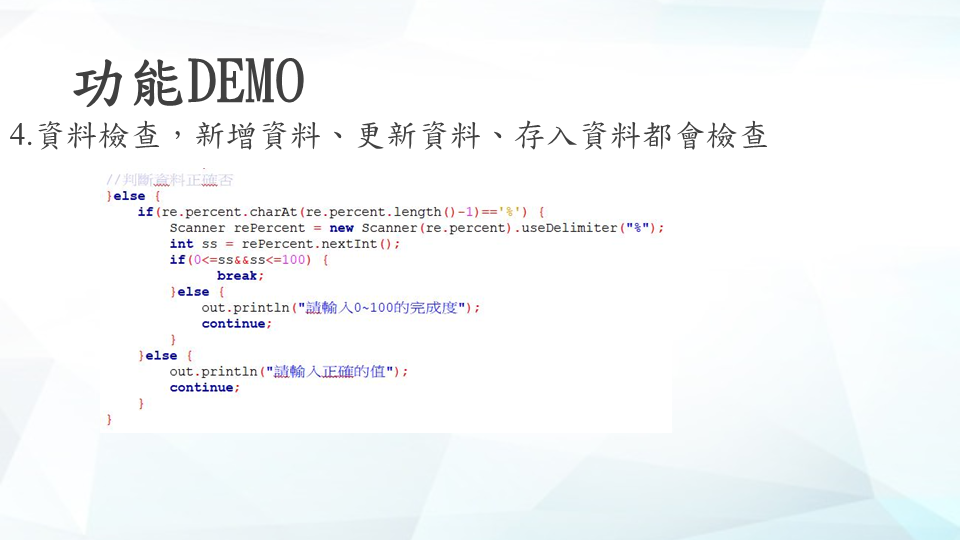 功能DEMO
4.資料檢查，新增資料、更新資料、存入資料都會檢查
//判斷資料正確否
}else {
if(re.percent.charAt(re.percent.length()-1)=='%') {
Scanner rePercent = new Scanner(re.percent).useDelimiter("%");
int ss = rePercent.nextInt();
if(0<=ss&&ss<=100) {
break;
}else {
out.println("請輸入0~100的完成度");
continue;
}
}else {
out.println("請輸入正確的值");
continue;
}
}